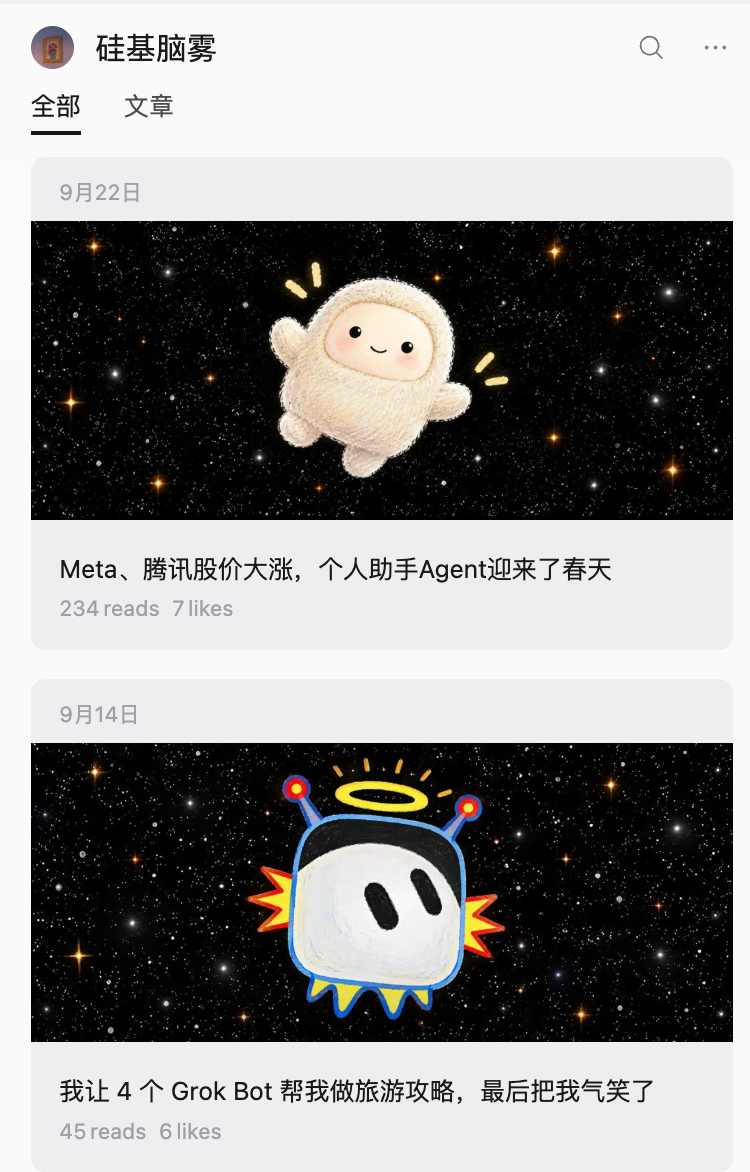 硅基脑雾
全部 文章
9月22日
Meta、腾讯股价大涨，个人助手Agent迎来了春天
234 reads 7 likes
9月14日
我让 4 个 Grok Bot 帮我做旅游攻略，最后把我气笑了
45 reads 6 likes